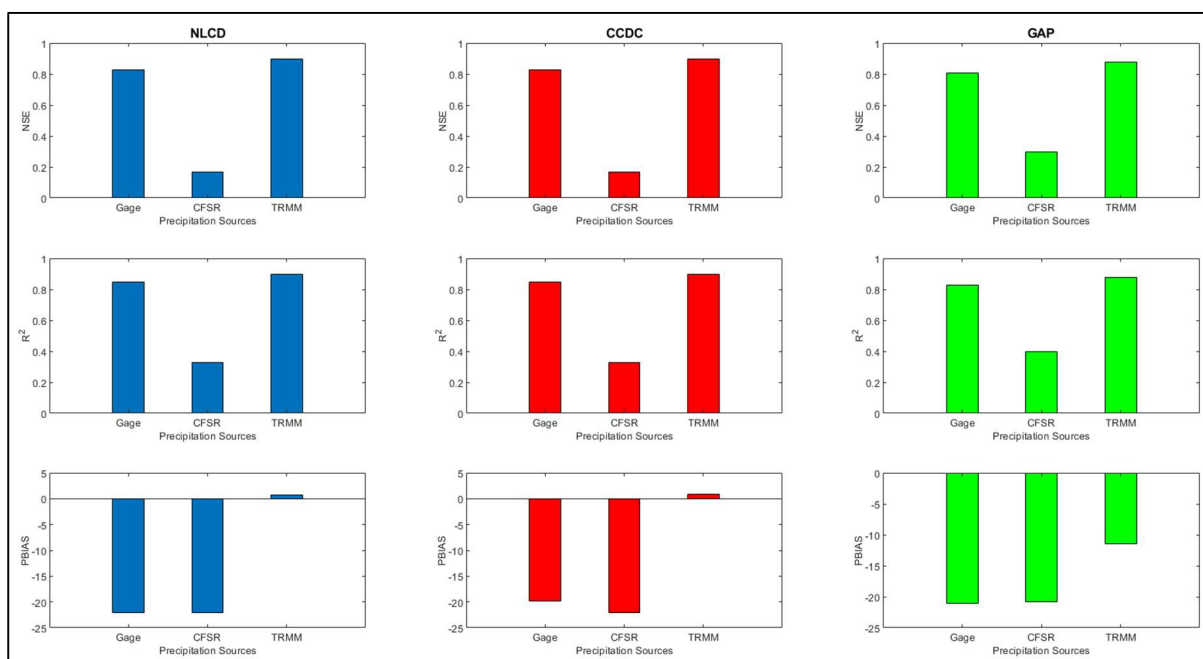 NLCD
1
0.8
0.6
0.4
0.2
0
NSE
Gage CFSR TRMM
Precipitation Sources
CCDC
1
0.8
0.6
0.4
0.2
0
NSE
Gage CFSR TRMM
Precipitation Sources
GAP
1
0.8
0.6
0.4
0.2
0
NSE
Gage CFSR TRMM
Precipitation Sources
1
0.8
0.6
0.4
0.2
0
R²
Gage CFSR TRMM
Precipitation Sources
1
0.8
0.6
0.4
0.2
0
R²
Gage CFSR TRMM
Precipitation Sources
1
0.8
0.6
0.4
0.2
0
R²
Gage CFSR TRMM
Precipitation Sources
5
0
-5
-10
-15
-20
-25
PBIAS
Gage CFSR TRMM
Precipitation Sources
5
0
-5
-10
-15
-20
-25
PBIAS
Gage CFSR TRMM
Precipitation Sources
0
-5
-10
-15
-20
-25
PBIAS
Gage CFSR TRMM
Precipitation Sources